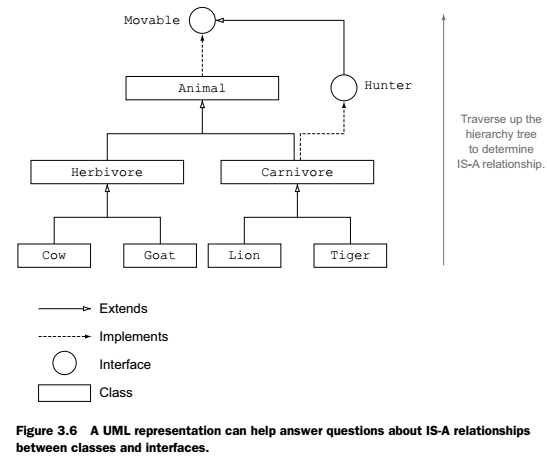 Movable
Animal
Hunter
Traverse up the
hierarchy tree
to determine
IS-A relationship.
Herbivore
Carnivore
Cow
Goat
Lion
Tiger
Extends
Implements
Interface
Class
Figure 3.6 A UML representation can help answer questions about IS-A relationships
between classes and interfaces.